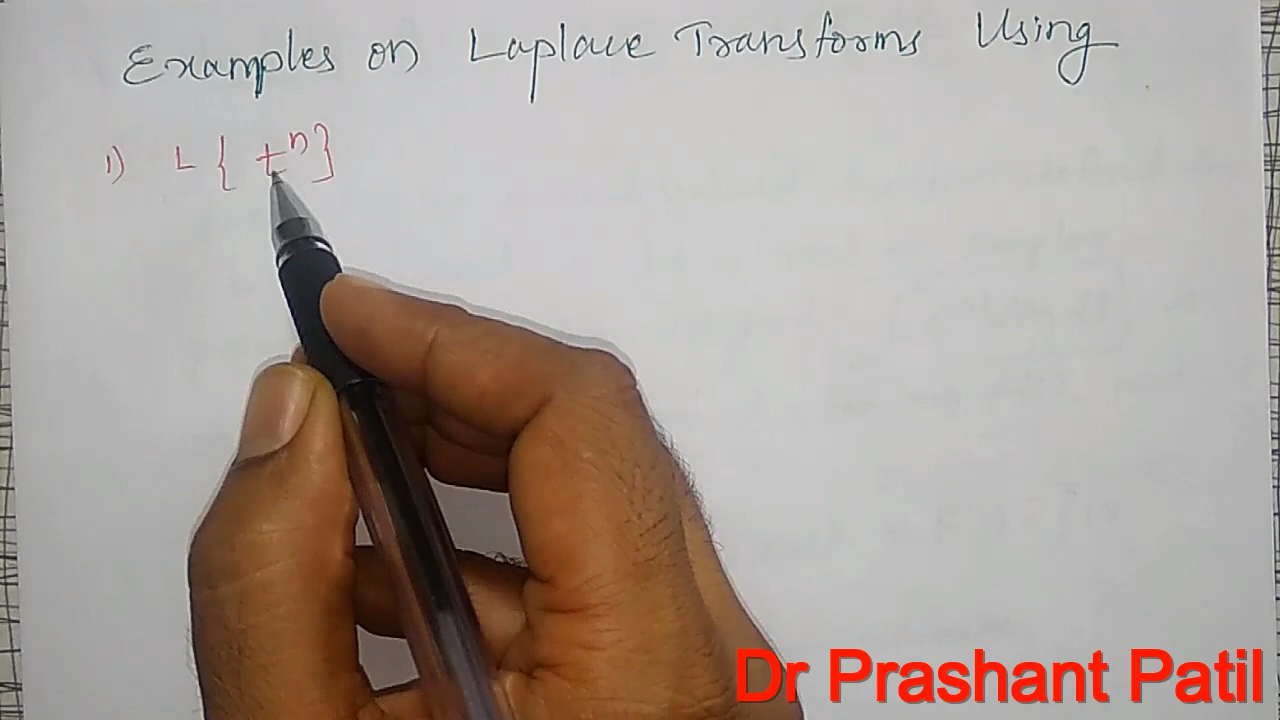 Examples on Laplace Transforms Using
1) L { t^n }
Dr Prashant Patil